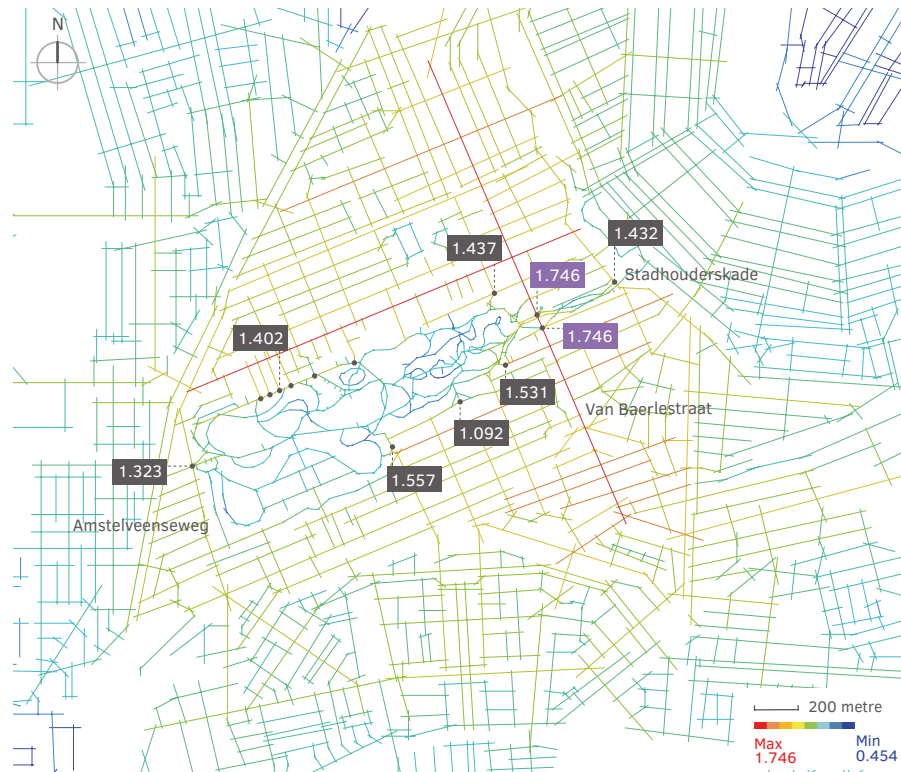 N
1.432
1.437
Stadhouderskade
1.746
1.402
1.746
1.531
Van Baerlestraat
1.092
1.323
1.557
Amstelveenseweg
200 metre
Max
1.746
Min
0.454